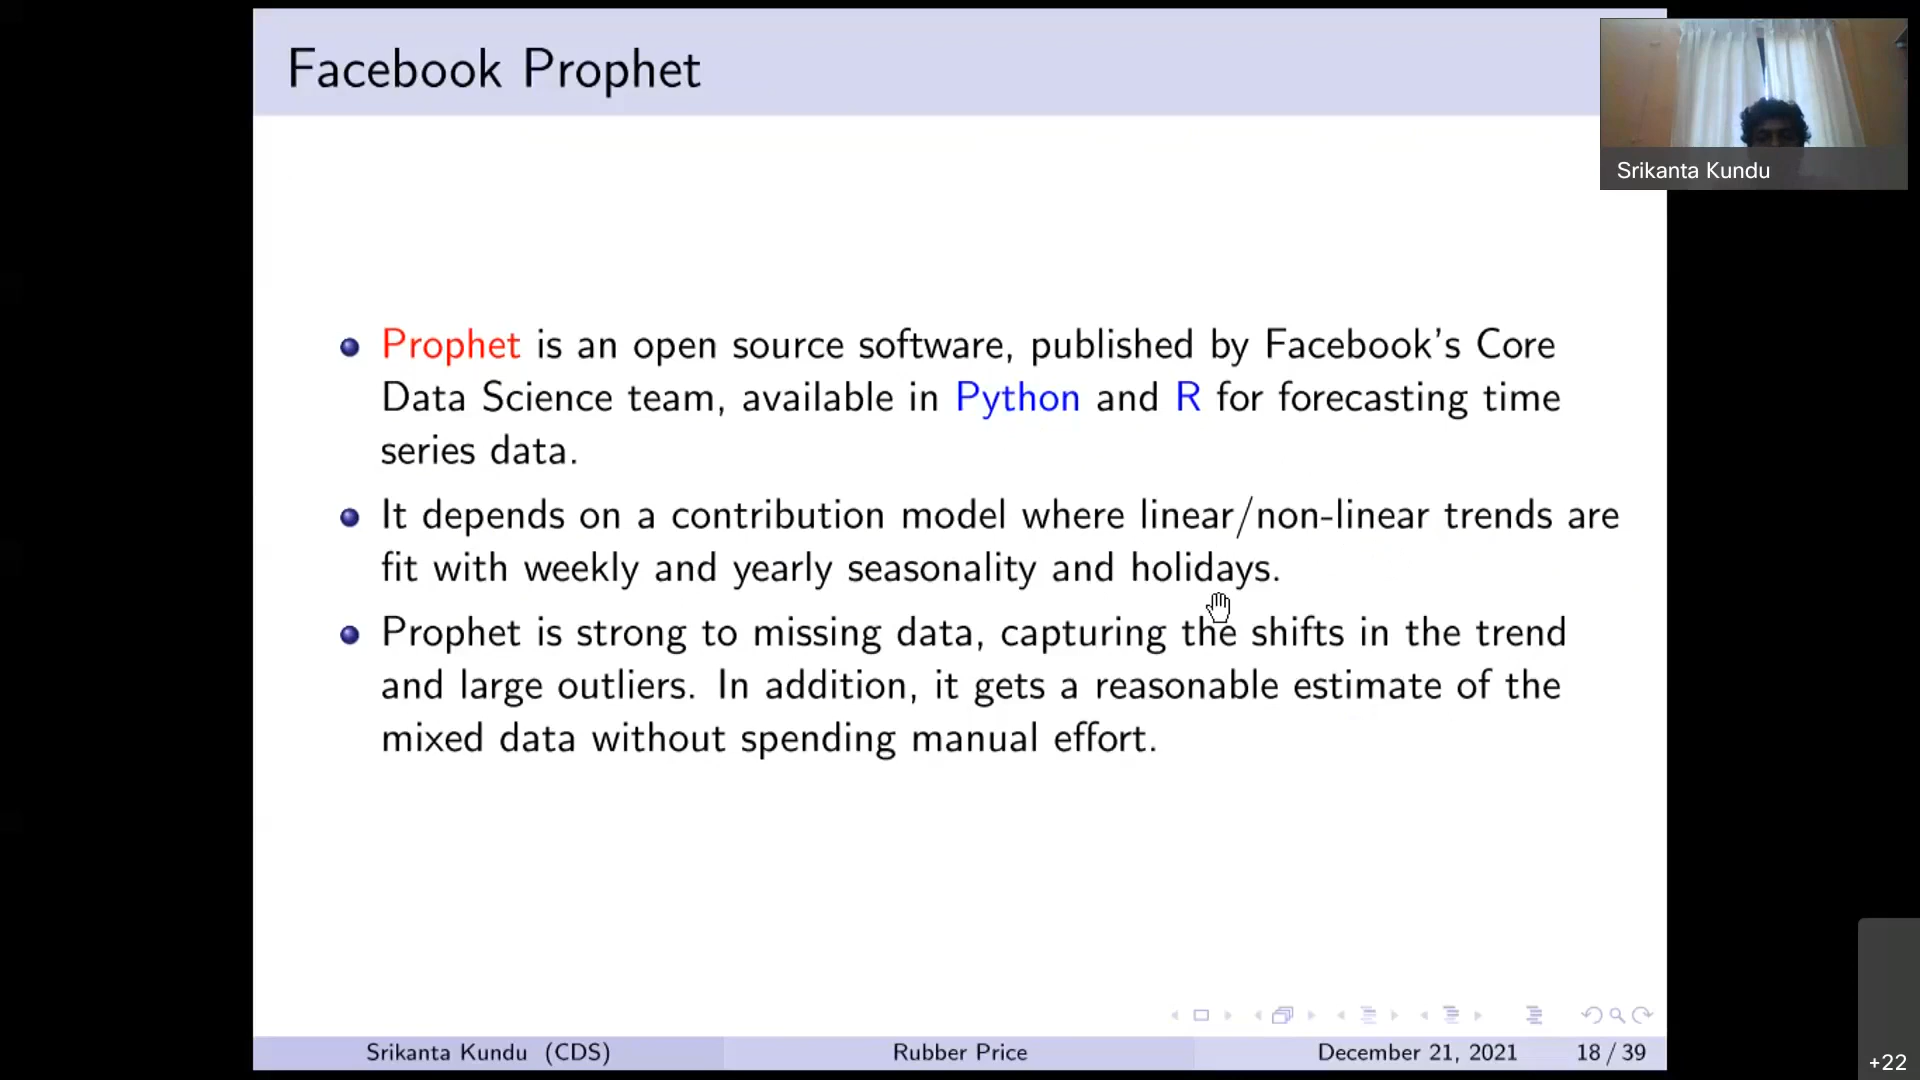 Facebook Prophet
Srikanta Kundu
Prophet is an open source software, published by Facebook's Core
Data Science team, available in Python and R for forecasting time
series data.
It depends on a contribution model where linear/non-linear trends are
fit with weekly and yearly seasonality and holidays.
Prophet is strong to missing data, capturing the shifts in the trend
and large outliers. In addition, it gets a reasonable estimate of the
mixed data without spending manual effort.
Srikanta Kundu (CDS) Rubber Price December 21, 2021 18 / 39
+22